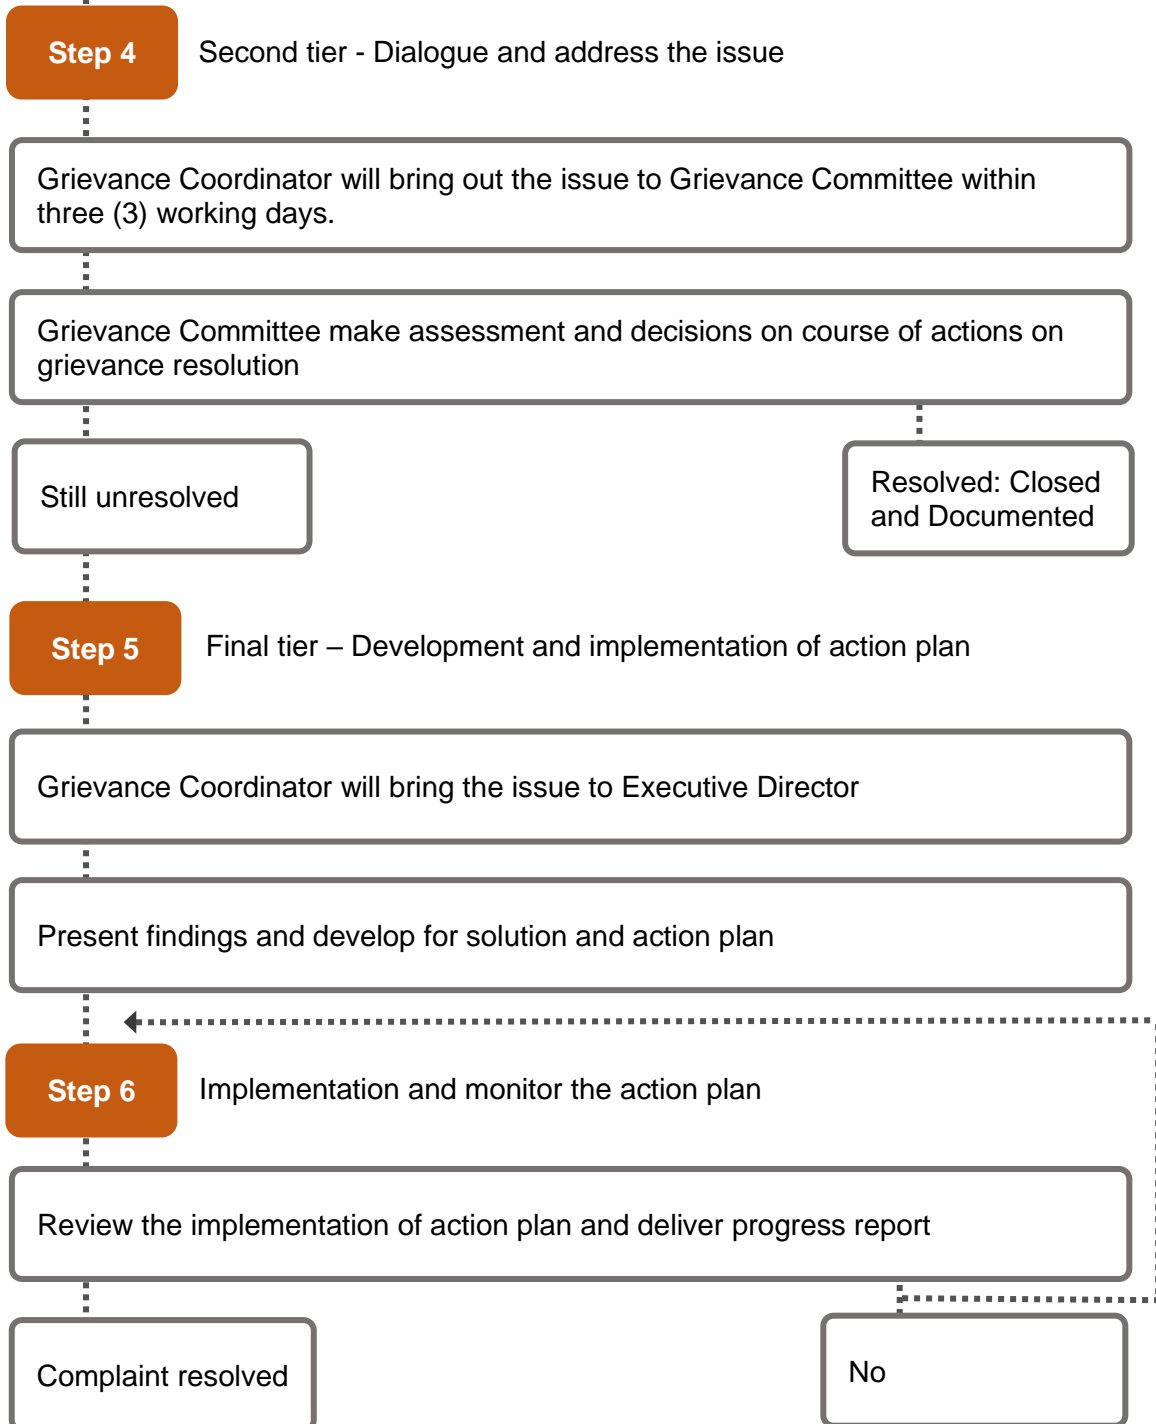 Step 4
Second tier - Dialogue and address the issue
Grievance Coordinator will bring out the issue to Grievance Committee within
three (3) working days.
Grievance Committee make assessment and decisions on course of actions on
grievance resolution
Still unresolved
Resolved: Closed
and Documented
Step 5
Final tier – Development and implementation of action plan
Grievance Coordinator will bring the issue to Executive Director
Present findings and develop for solution and action plan
Step 6
Implementation and monitor the action plan
Review the implementation of action plan and deliver progress report
Complaint resolved
No